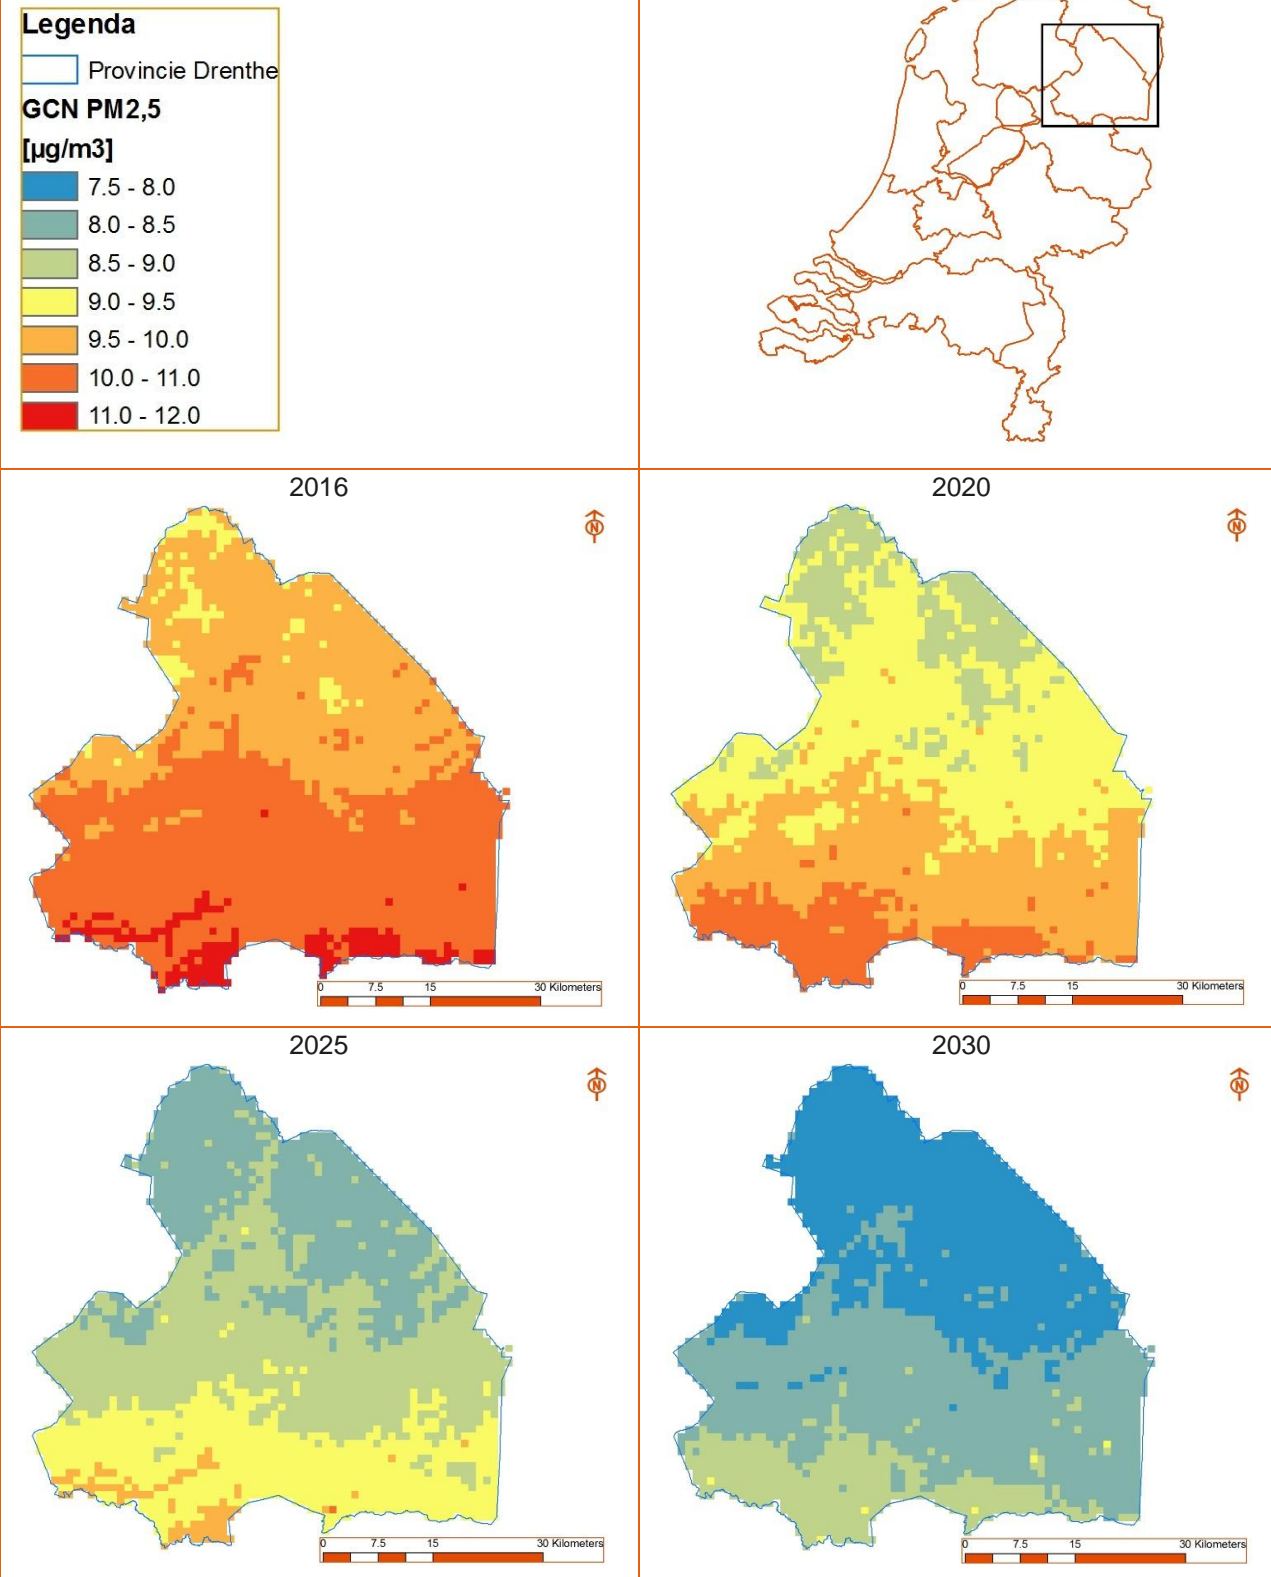 Legenda
Provincie Drenthe
GCN PM2,5
[µg/m3]
7.5 - 8.0
8.0 - 8.5
8.5 - 9.0
9.0 - 9.5
9.5 - 10.0
10.0 - 11.0
11.0 - 12.0
2016
N
0 7.5 15 30 Kilometers
2020
N
0 7.5 15 30 Kilometers
2025
N
0 7.5 15 30 Kilometers
2030
N
0 7.5 15 30 Kilometers